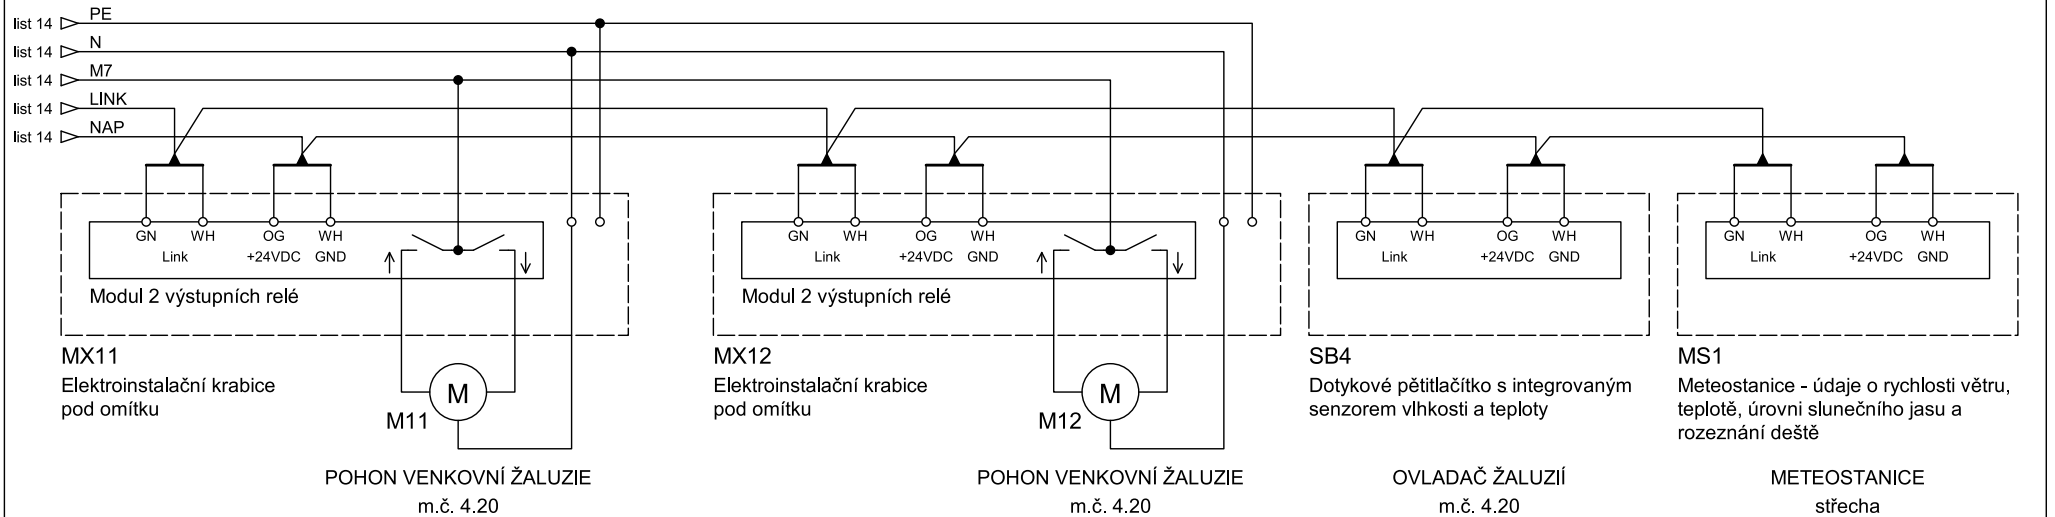 list 14 PE
list 14 N
list 14 M7
list 14 LINK
list 14 NAP
GN WH OG WH
Link +24VDC GND
Modul 2 výstupních relé
MX11
Elektroinstalační krabice
pod omítku
M
M11
POHON VENKOVNÍ ŽALUZIE
m.č. 4.20
GN WH OG WH
Link +24VDC GND
Modul 2 výstupních relé
MX12
Elektroinstalační krabice
pod omítku
M
M12
POHON VENKOVNÍ ŽALUZIE
m.č. 4.20
GN WH OG WH
Link +24VDC GND
SB4
Dotykové pětitlačítko s integrovaným
senzorem vlhkosti a teploty
OVLADAČ ŽALUZIÍ
m.č. 4.20
GN WH OG WH
Link +24VDC GND
MS1
Meteostanice - údaje o rychlosti větru,
teplotě, úrovni slunečního jasu a
rozeznání deště
METEOSTANICE
střecha